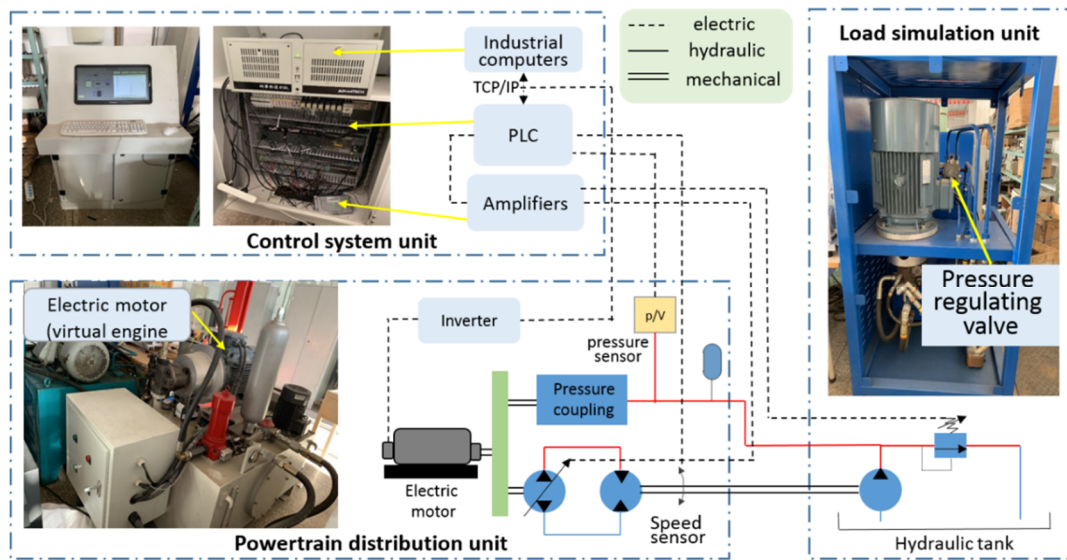 Industrial
computers
TCP/IP
PLC
Amplifiers
Control system unit
electric
hydraulic
mechanical
Load simulation unit
Pressure
regulating
valve
Electric motor
(virtual engine
Inverter
p/V
pressure
sensor
Pressure
coupling
Electric
motor
Speed
sensor
Powertrain distribution unit
Hydraulic tank